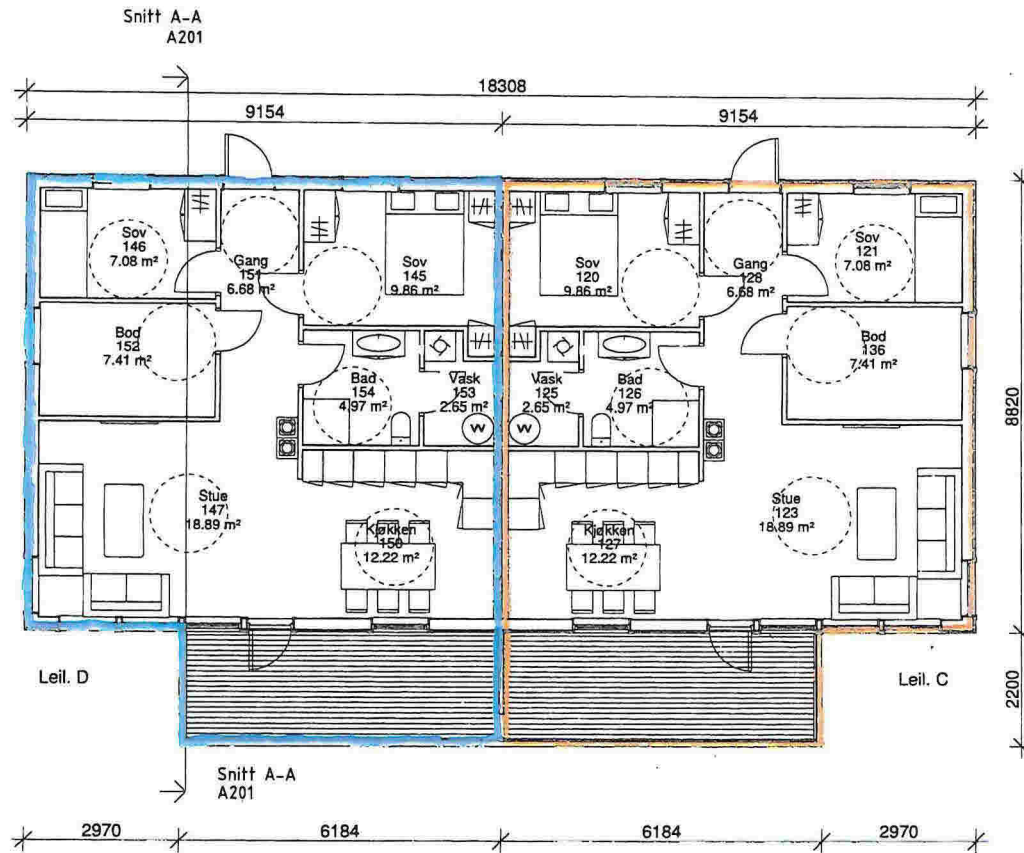 Snitt A-A
A201
18308
9154
9154
Sov
146
7.08 m²
Gang
151
6.68 m²
Sov
145
9.86 m²
Sov
120
9.86 m²
Gang
128
6.68 m²
Sov
121
7.08 m²
Bod
152
7.41 m²
Bad
154
4.97 m²
Vask
153
2.65 m²
Vask
125
2.65 m²
Bad
126
4.97 m²
Bod
136
7.41 m²
W
W
8820
Stue
147
18.89 m²
Kjøkken
150
12.22 m²
Kjøkken
127
12.22 m²
Stue
123
18.89 m²
Leil. D
Leil. C
2200
Snitt A-A
A201
2970
6184
6184
2970